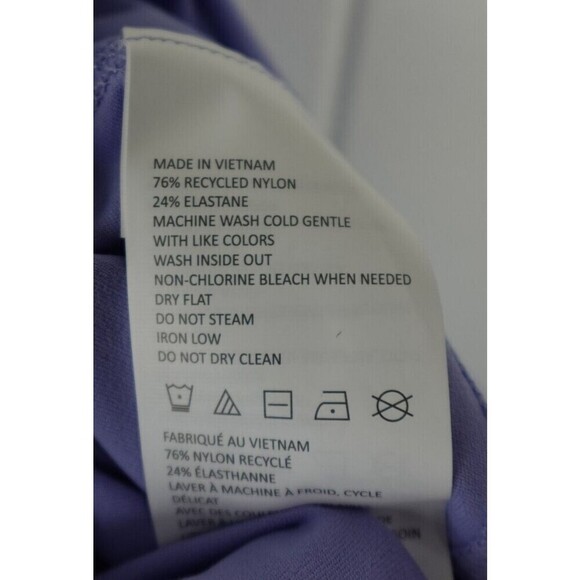 MADE IN VIETNAM
76% RECYCLED NYLON
24% ELASTANE
MACHINE WASH COLD GENTLE
WITH LIKE COLORS
WASH INSIDE OUT
NON-CHLORINE BLEACH WHEN NEEDED
DRY FLAT
DO NOT STEAM
IRON LOW
DO NOT DRY CLEAN
FABRIQUÉ AU VIETNAM
76% NYLON RECYCLÉ
24% ÉLASTHANNE
LAVER À MACHINE À FROID, CYCLE
DÉLICAT
AVEC DES